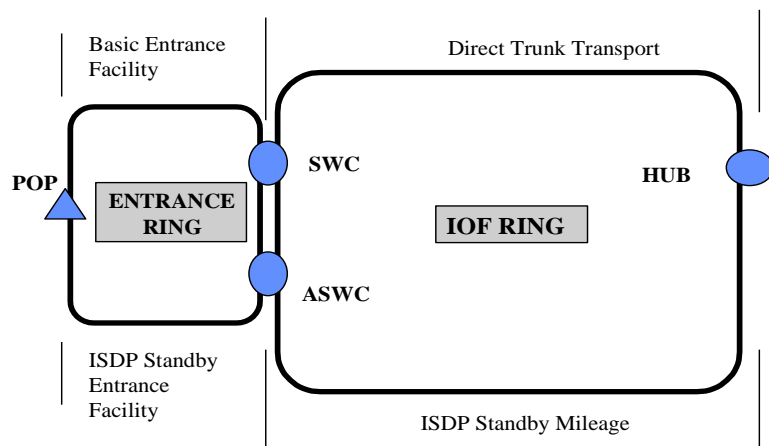 Basic Entrance
Facility
Direct Trunk Transport
POP
ENTRANCE
RING
SWC
HUB
IOF RING
ASWC
ISDP Standby
Entrance
Facility
ISDP Standby Mileage